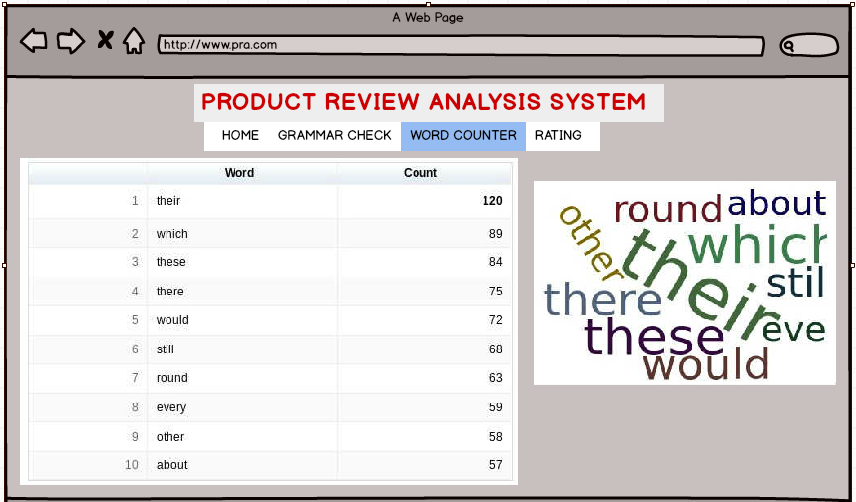 A Web Page
http://www.pra.com
PRODUCT REVIEW ANALYSIS SYSTEM
HOME GRAMMAR CHECK WORD COUNTER RATING
Word Count
1 their 120
2 which 89
3 these 84
4 there 75
5 would 72
6 still 68
7 round 63
8 every 59
9 other 58
10 about 57
round about
other which
their
there stil
these eve
would